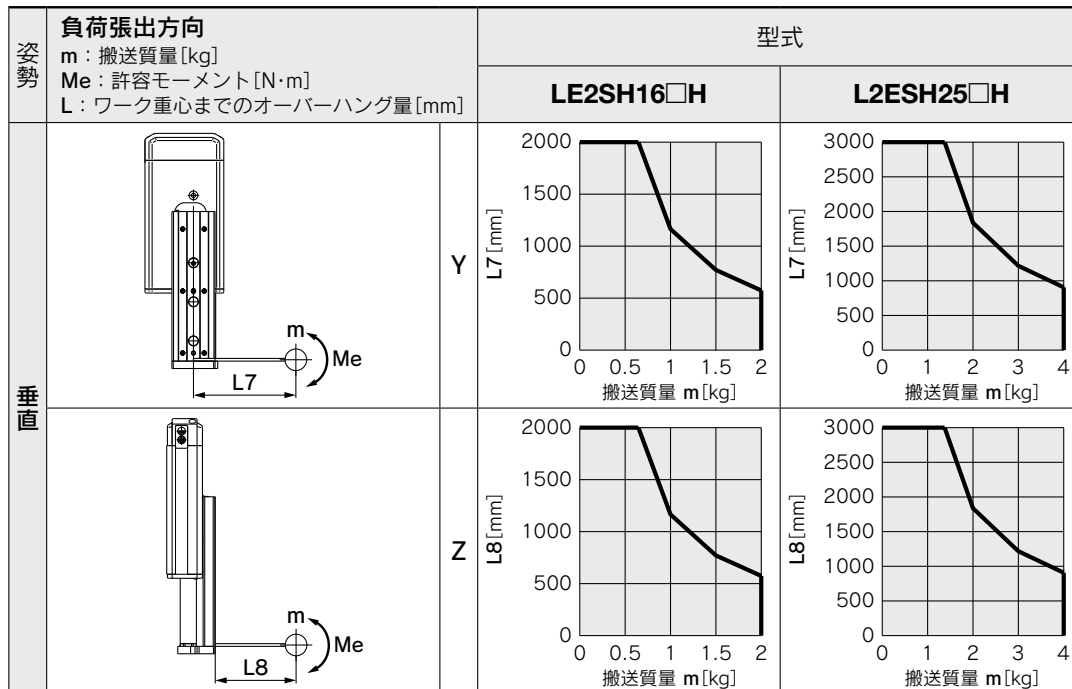 姿勢
負荷張出方向
m：搬送質量[kg]
Me：許容モーメント[N·m]
L：ワーク重心までのオーバーハング量[mm]
型式
LE2SH16□H
L2ESH25□H
垂直
m
Me
L7
Y
2000
1500
1000
500
0
L7[mm]
0 0.5 1 1.5 2
搬送質量 m[kg]
3000
2500
2000
1500
1000
500
0
L7[mm]
0 1 2 3 4
搬送質量 m[kg]
m
Me
L8
Z
2000
1500
1000
500
0
L8[mm]
0 0.5 1 1.5 2
搬送質量 m[kg]
3000
2500
2000
1500
1000
500
0
L8[mm]
0 1 2 3 4
搬送質量 m[kg]